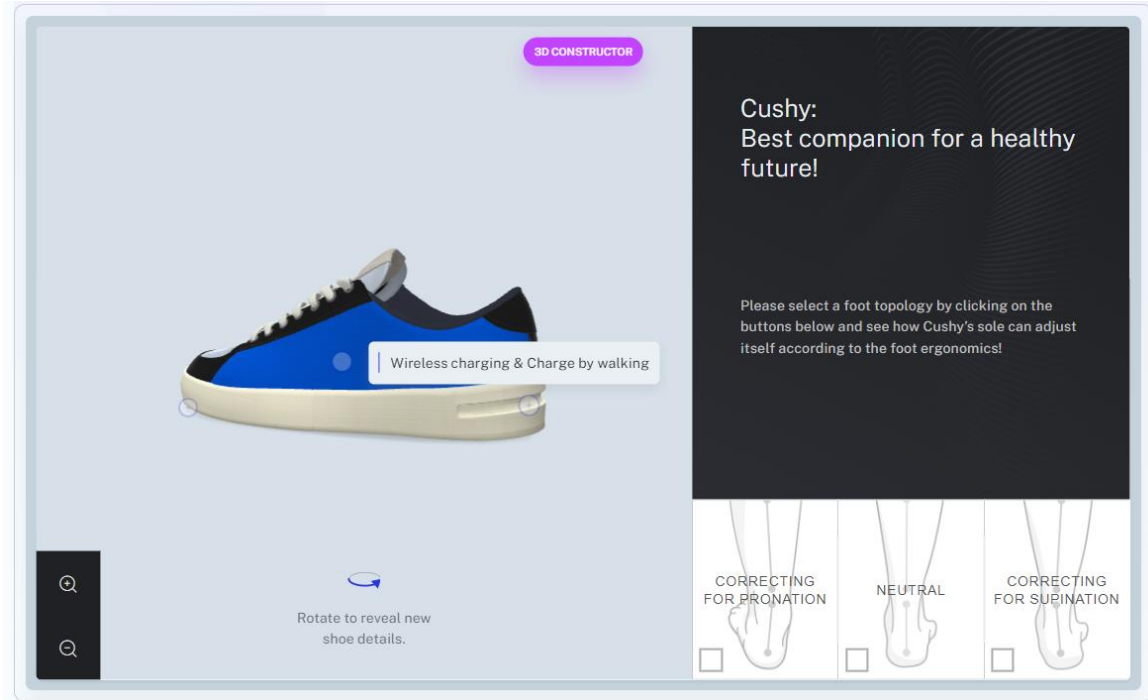 3D CONSTRUCTOR
Cushy:
Best companion for a healthy
future!
Wireless charging & Charge by walking
Please select a foot topology by clicking on the
buttons below and see how Cushy's sole can adjust
itself according to the foot ergonomics!
Rotate to reveal new
shoe details.
CORRECTING
FOR PRONATION
NEUTRAL
CORRECTING
FOR SUPINATION